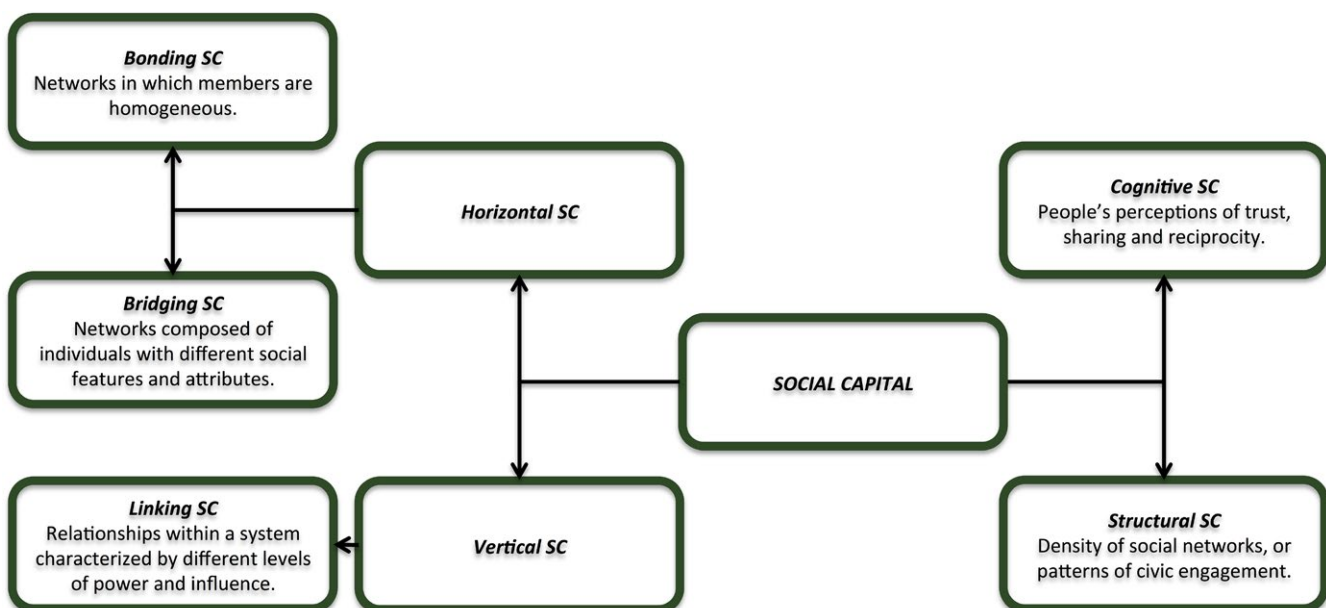 Bonding SC
Networks in which members are
homogeneous.
Horizontal SC
Cognitive SC
People’s perceptions of trust,
sharing and reciprocity.
Bridging SC
Networks composed of
individuals with different social
features and attributes.
SOCIAL CAPITAL
Linking SC
Relationships within a system
characterized by different levels
of power and influence.
Vertical SC
Structural SC
Density of social networks, or
patterns of civic engagement.